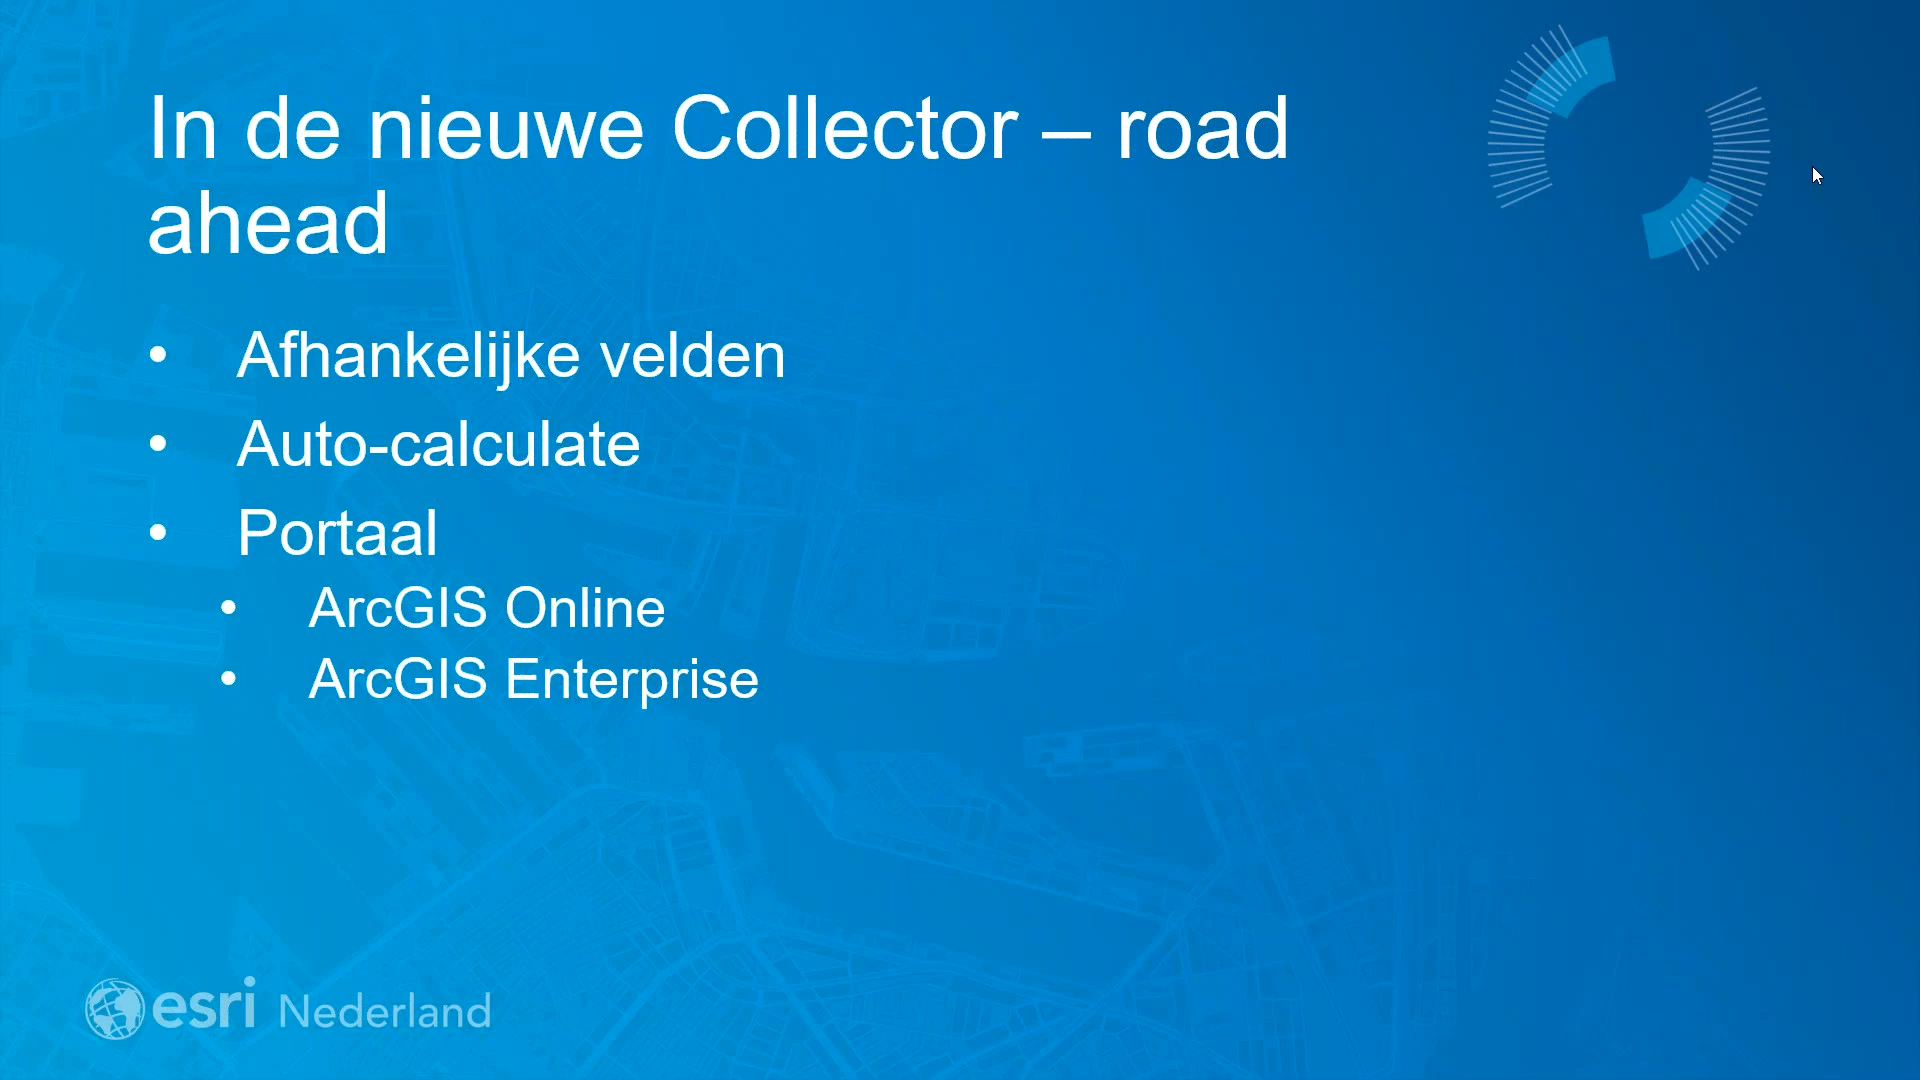 In de nieuwe Collector – road
ahead
• Afhankelijke velden
• Auto-calculate
• Portaal
• ArcGIS Online
• ArcGIS Enterprise
esri Nederland